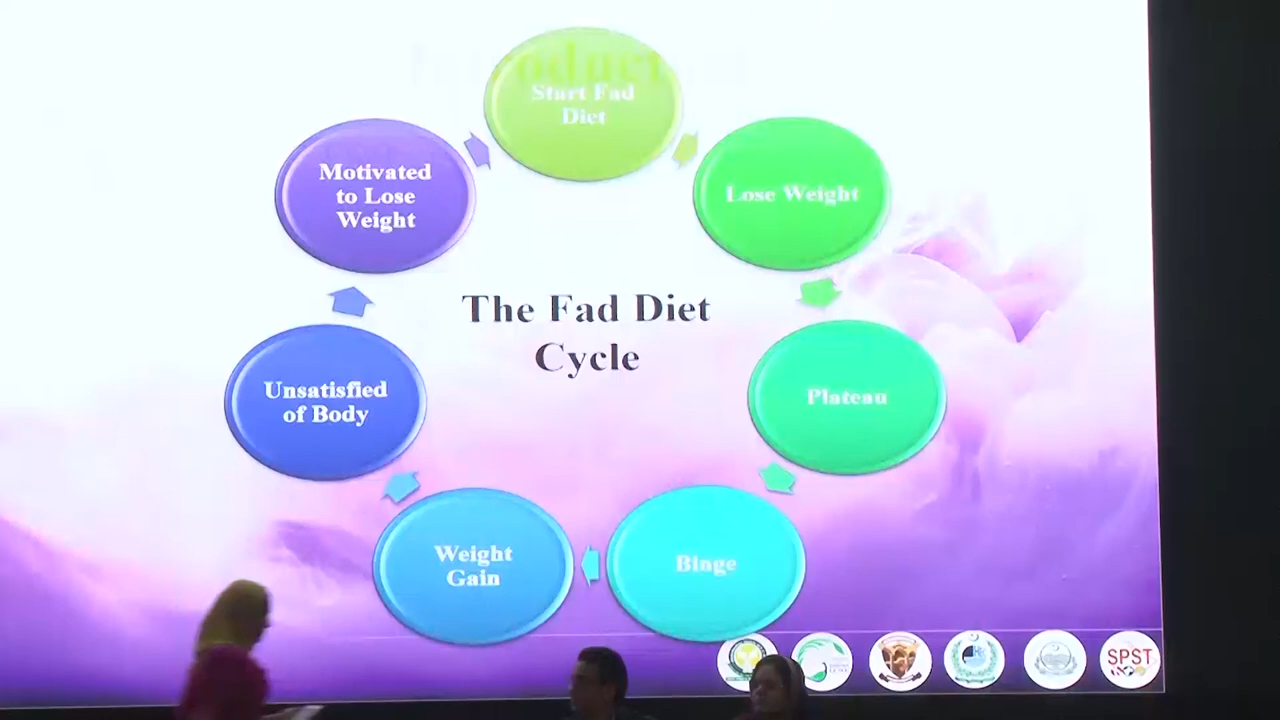 Introduction
Start Fad
Diet
Lose Weight
Plateau
Binge
Weight
Gain
Unsatisfied
of Body
Motivated
to Lose
Weight
The Fad Diet
Cycle
SPST